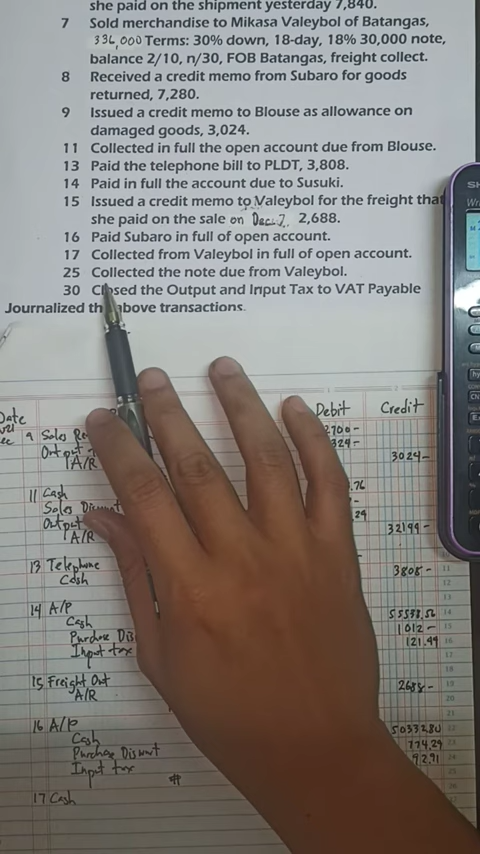 she paid on the shipment yesterday 7,840.
7 Sold merchandise to Mikasa Valeybol of Batangas,
336,000 Terms: 30% down, 18-day, 18% 30,000 note,
balance 2/10, n/30, FOB Batangas, freight collect.
8 Received a credit memo from Subaro for goods
returned, 7,280.
9 Issued a credit memo to Blouse as allowance on
damaged goods, 3,024.
11 Collected in full the open account due from Blouse.
13 Paid the telephone bill to PLDT, 3,808.
14 Paid in full the account due to Susuki.
15 Issued a credit memo to Valeybol for the freight that
she paid on the sale on Dec. 7, 2,688.
16 Paid Subaro in full of open account.
17 Collected from Valeybol in full of open account.
25 Collected the note due from Valeybol.
30 Closed the Output and Input Tax to VAT Payable
Journalized the above transactions.
Date Debit Credit
9 Sales 2700-
Output 324-
A/R 3024-
11 Cash .76
Sales Discount
Output .24
A/R 32199-
13 Telephone
Cash 3808-
14 A/P
Cash 55538.56
Purchase Dis 1012-
Input tax 121.44
15 Freight Out
A/R 2688-
16 A/P
Cash 50332.80
Purchase Discount 774.29
Input tax 92.91
17 Cash